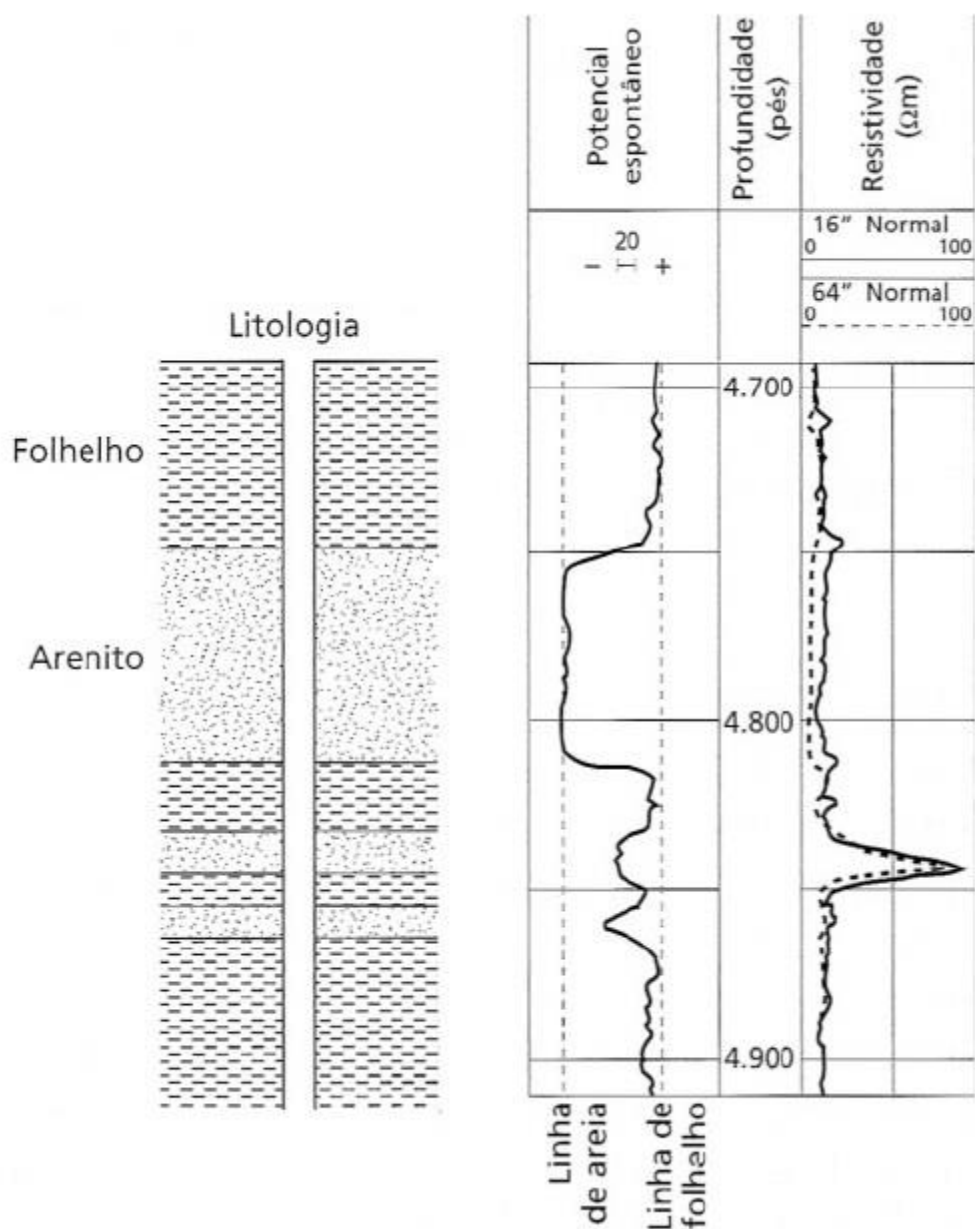 Potencial
espontâneo
Profundidade
(pés)
Resistividade
(Ωm)
20
– +
16” Normal
0 100
64” Normal
0 100
Litologia
Folhelho
Arenito
4.700
4.800
4.900
Linha
de areia
Linha de
folhelho